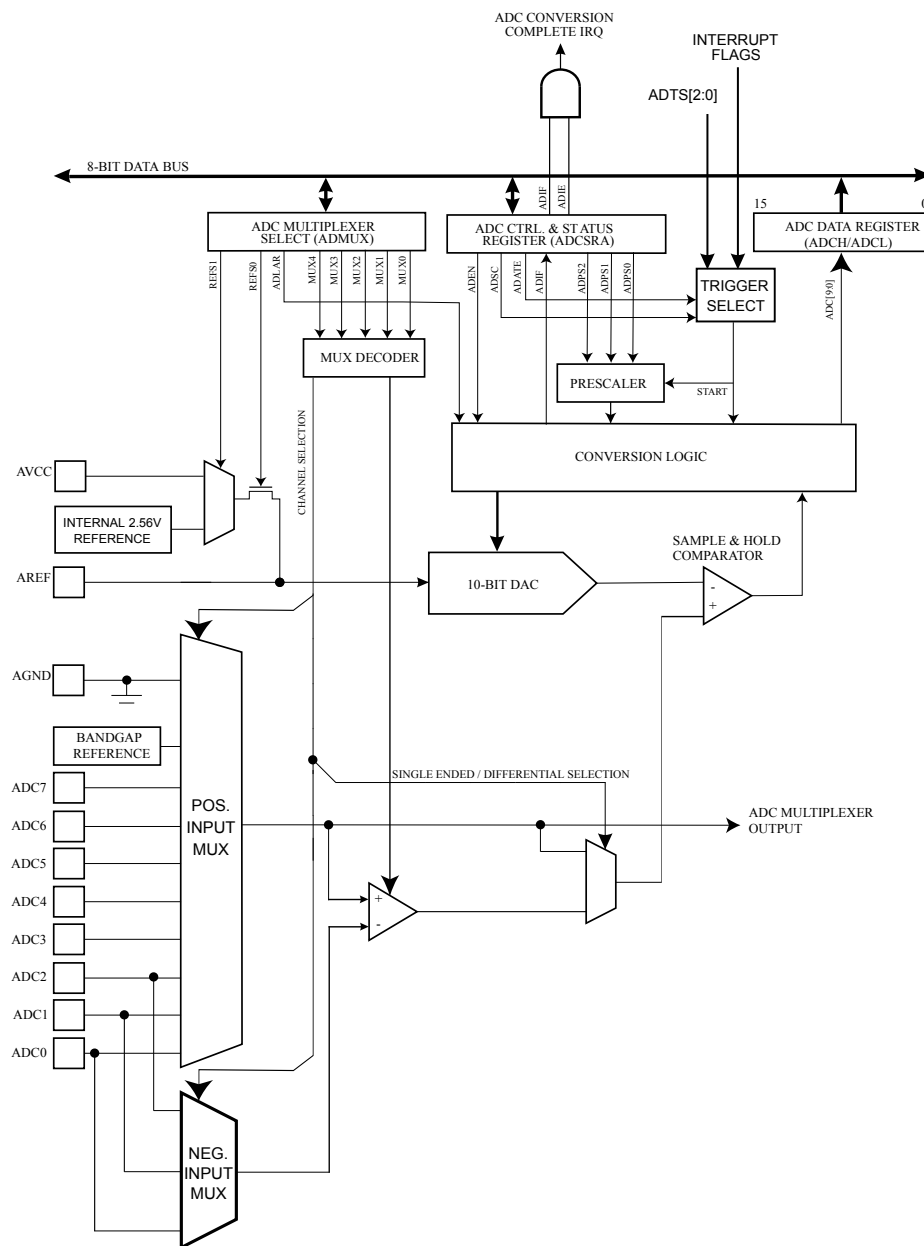 ADC CONVERSION
COMPLETE IRQ
INTERRUPT
FLAGS
ADTS[2:0]
8-BIT DATA BUS
ADIF
ADIE
15
0
ADC MULTIPLEXER
SELECT (ADMUX)
ADC CTRL. & STATUS
REGISTER (ADCSRA)
ADC DATA REGISTER
(ADCH/ADCL)
REFS1
REFS0
ADLAR
MUX4
MUX3
MUX2
MUX1
MUX0
ADEN
ADSC
ADATE
ADIF
ADPS2
ADPS1
ADPS0
ADC[9:0]
TRIGGER
SELECT
MUX DECODER
PRESCALER
START
CHANNEL SELECTION
CONVERSION LOGIC
AVCC
INTERNAL 2.56V
REFERENCE
SAMPLE & HOLD
COMPARATOR
AREF
10-BIT DAC
-
+
AGND
BANDGAP
REFERENCE
SINGLE ENDED / DIFFERENTIAL SELECTION
ADC7
ADC6
ADC5
ADC4
ADC3
ADC2
ADC1
ADC0
POS.
INPUT
MUX
ADC MULTIPLEXER
OUTPUT
+
-
NEG.
INPUT
MUX